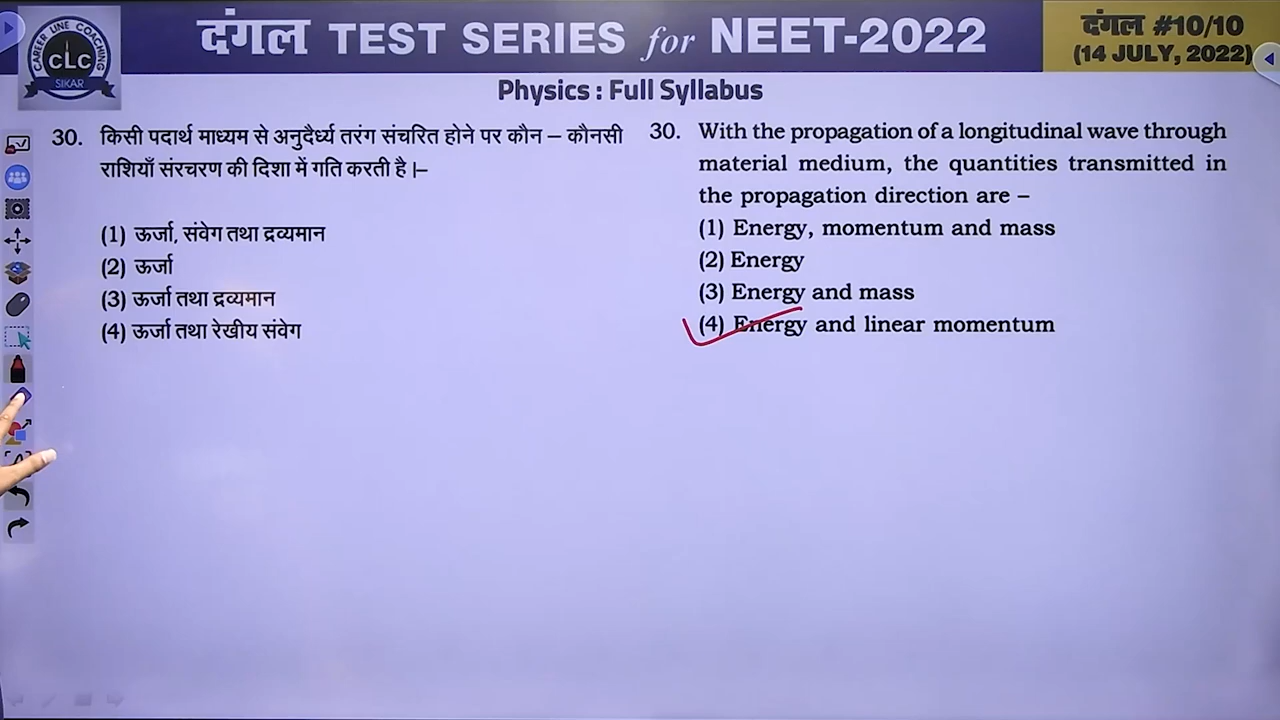 दंगल TEST SERIES for NEET-2022
दंगल #10/10
(14 JULY, 2022)
CAREER LINE COACHING
CLC
SIKAR
Physics : Full Syllabus
30. किसी पदार्थ माध्यम से अनुदैर्ध्य तरंग संचरित होने पर कौन – कौनसी
राशियाँ संरचरण की दिशा में गति करती है |–
(1) ऊर्जा, संवेग तथा द्रव्यमान
(2) ऊर्जा
(3) ऊर्जा तथा द्रव्यमान
(4) ऊर्जा तथा रेखीय संवेग
30. With the propagation of a longitudinal wave through
material medium, the quantities transmitted in
the propagation direction are –
(1) Energy, momentum and mass
(2) Energy
(3) Energy and mass
(4) Energy and linear momentum